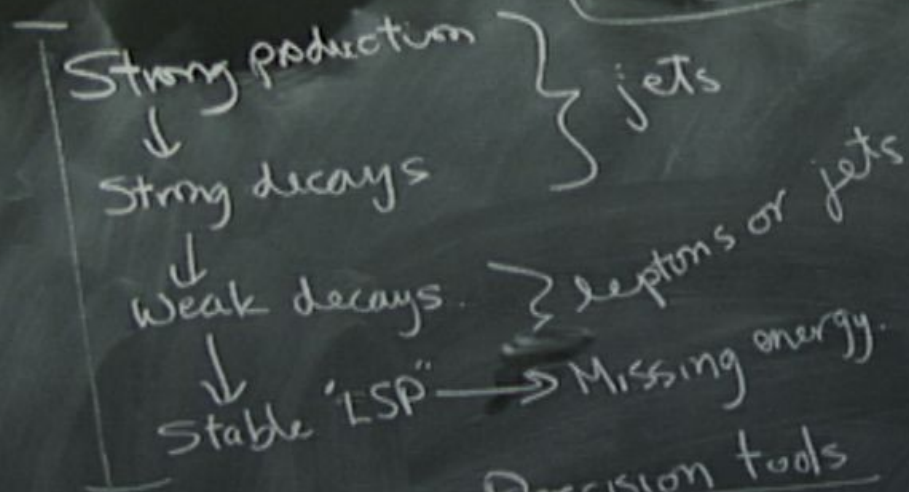 Strong production } jets
↓
Strong decays
↓
Weak decays. } leptons or jets
↓
Stable "LSP" → Missing energy.
Precision tools